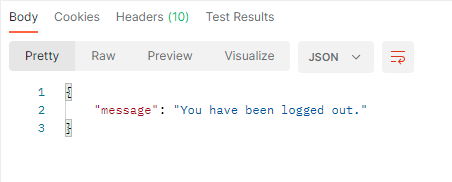 Body Cookies Headers (10) Test Results
Pretty Raw Preview Visualize JSON
1 {
2 "message": "You have been logged out."
3 }